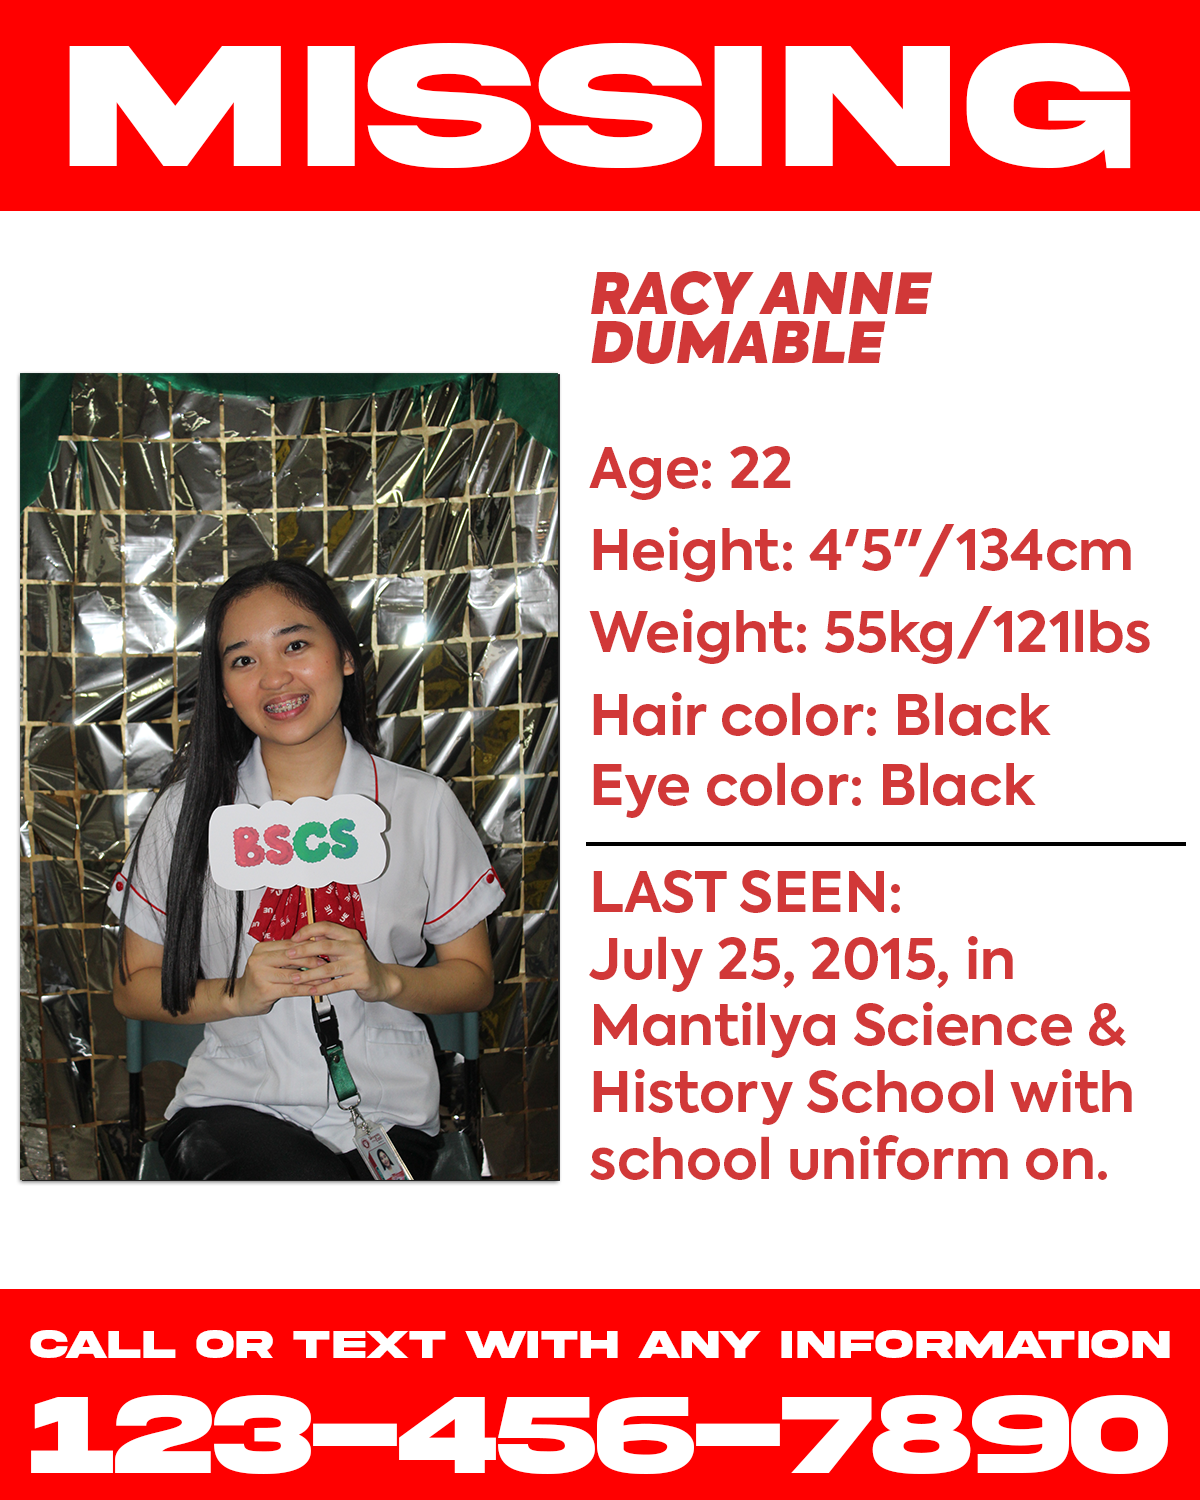 MISSING
RACY ANNE
DUMABLE
Age: 22
Height: 4'5"/134cm
Weight: 55kg/121lbs
Hair color: Black
Eye color: Black
LAST SEEN:
July 25, 2015, in
Mantilya Science &
History School with
school uniform on.
BSCS
CALL OR TEXT WITH ANY INFORMATION
123-456-7890